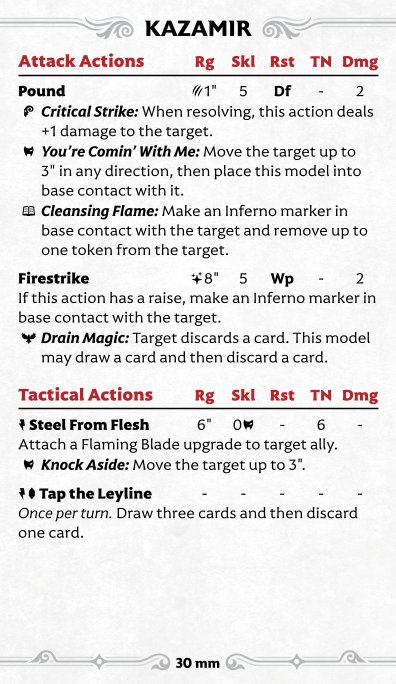 KAZAMIR
Attack Actions Rg Skl Rst TN Dmg
Pound 1" 5 Df - 2
Critical Strike: When resolving, this action deals
+1 damage to the target.
You’re Comin’ With Me: Move the target up to
3" in any direction, then place this model into
base contact with it.
Cleansing Flame: Make an Inferno marker in
base contact with the target and remove up to
one token from the target.
Firestrike 8" 5 Wp - 2
If this action has a raise, make an Inferno marker in
base contact with the target.
Drain Magic: Target discards a card. This model
may draw a card and then discard a card.
Tactical Actions Rg Skl Rst TN Dmg
Steel From Flesh 6" 0 - 6 -
Attach a Flaming Blade upgrade to target ally.
Knock Aside: Move the target up to 3".
Tap the Leyline - - - - -
Once per turn. Draw three cards and then discard
one card.
30 mm